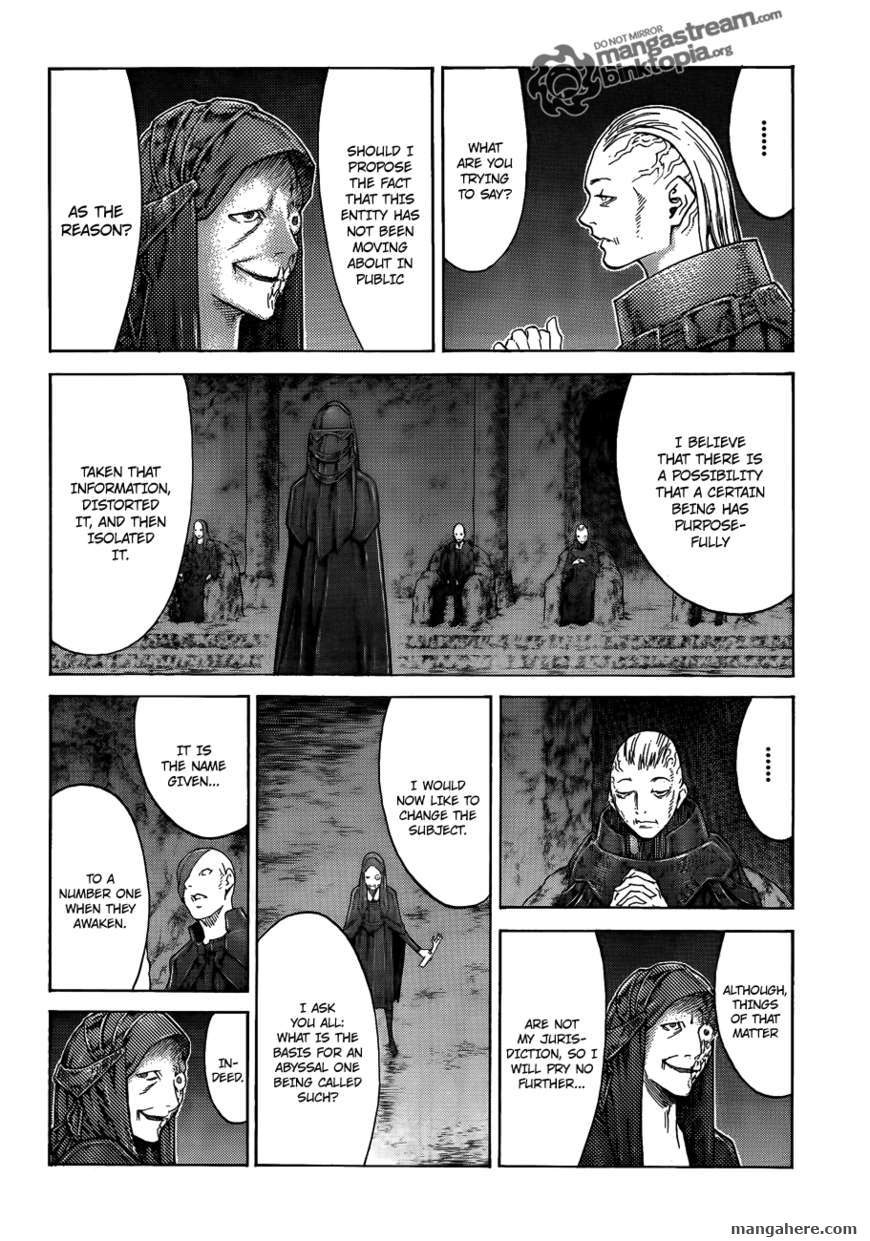 DO NOT MIRROR
mangastream.com
binktopia.org
......
WHAT
ARE YOU
TRYING
TO SAY?
SHOULD I
PROPOSE
THE FACT
THAT THIS
ENTITY HAS
NOT BEEN
MOVING
ABOUT IN
PUBLIC
AS THE
REASON?
I BELIEVE
THAT THERE IS
A POSSIBILITY
THAT A CERTAIN
BEING HAS
PURPOSE-
FULLY
TAKEN THAT
INFORMATION,
DISTORTED
IT, AND THEN
ISOLATED
IT.
......
ALTHOUGH,
THINGS
OF THAT
MATTER
ARE NOT
MY JURIS-
DICTION, SO I
WILL PRY NO
FURTHER...
I WOULD
NOW LIKE TO
CHANGE THE
SUBJECT.
I ASK
YOU ALL:
WHAT IS THE
BASIS FOR AN
ABYSSAL ONE
BEING CALLED
SUCH?
IT IS
THE NAME
GIVEN...
TO A
NUMBER ONE
WHEN THEY
AWAKEN.
IN-
DEED.
mangahere.com